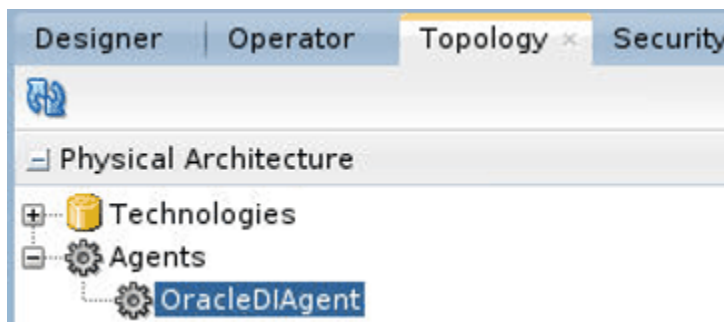 Designer Operator Topology Security
Physical Architecture
Technologies
Agents
OracleDIAgent